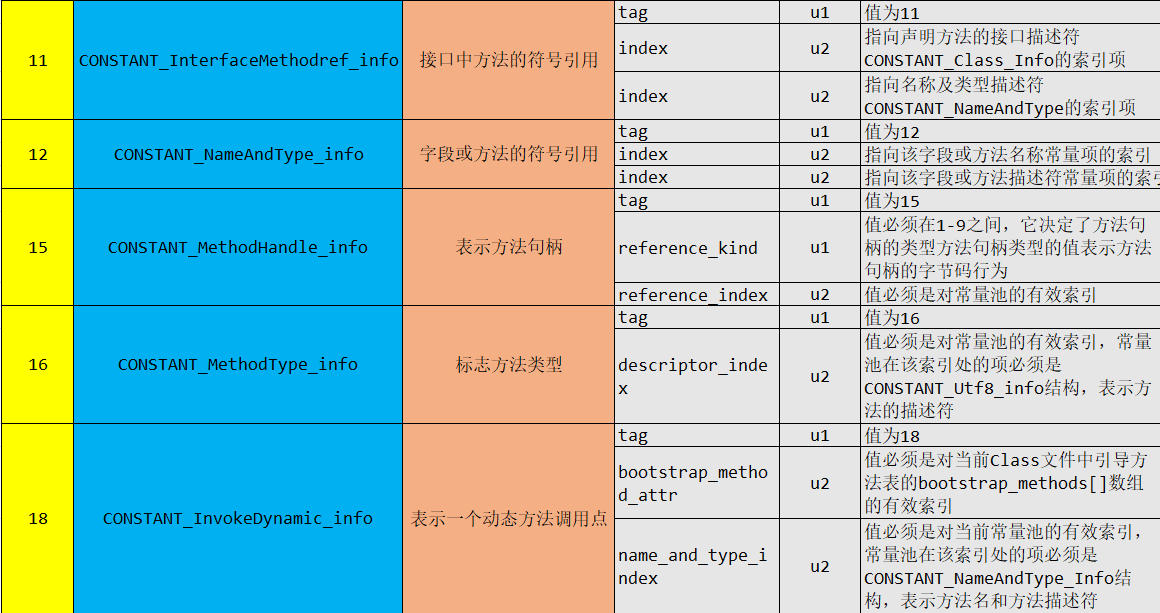 11
CONSTANT_InterfaceMethodref_info
接口中方法的符号引用
tag
u1
值为11
index
u2
指向声明方法的接口描述符
CONSTANT_Class_Info的索引项
index
u2
指向名称及类型描述符
CONSTANT_NameAndType的索引项
12
CONSTANT_NameAndType_info
字段或方法的符号引用
tag
u1
值为12
index
u2
指向该字段或方法名称常量项的索引
index
u2
指向该字段或方法描述符常量项的索引
15
CONSTANT_MethodHandle_info
表示方法句柄
tag
u1
值为15
reference_kind
u1
值必须在1-9之间，它决定了方法句
柄的类型方法句柄类型的值表示方法
句柄的字节码行为
reference_index
u2
值必须是对常量池的有效索引
16
CONSTANT_MethodType_info
标志方法类型
tag
u1
值为16
descriptor_inde
x
u2
值必须是对常量池的有效索引，常量
池在该索引处的项必须是
CONSTANT_Utf8_info结构，表示方
法的描述符
18
CONSTANT_InvokeDynamic_info
表示一个动态方法调用点
tag
u1
值为18
bootstrap_metho
d_attr
u2
值必须是对当前Class文件中引导方
法表的bootstrap_methods[]数组
的有效索引
name_and_type_i
ndex
u2
值必须是对当前常量池的有效索引，
常量池在该索引处的项必须是
CONSTANT_NameAndType_Info结
构，表示方法名和方法描述符